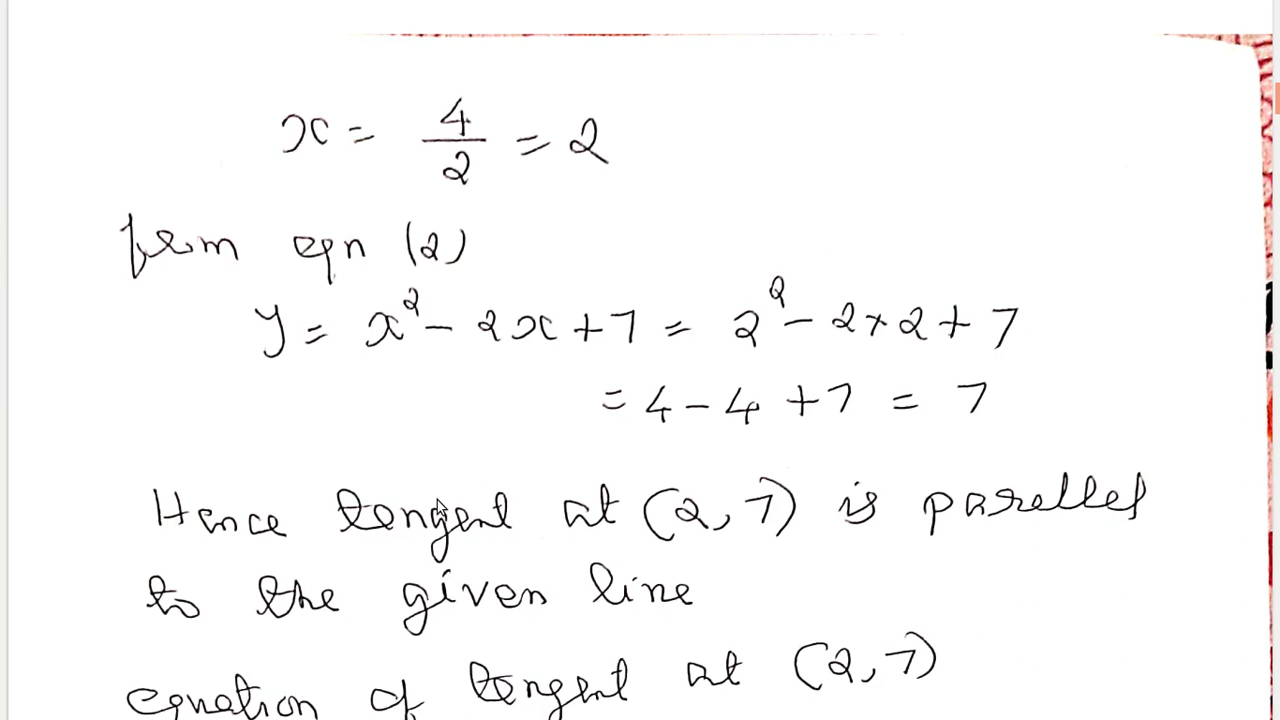 x = 4/2 = 2
from eqn (2)
y = x² - 2x + 7 = 2² - 2 × 2 + 7
= 4 - 4 + 7 = 7
Hence tangent at (2, 7) is parellel
to the given line
equation of tangent at (2, 7)